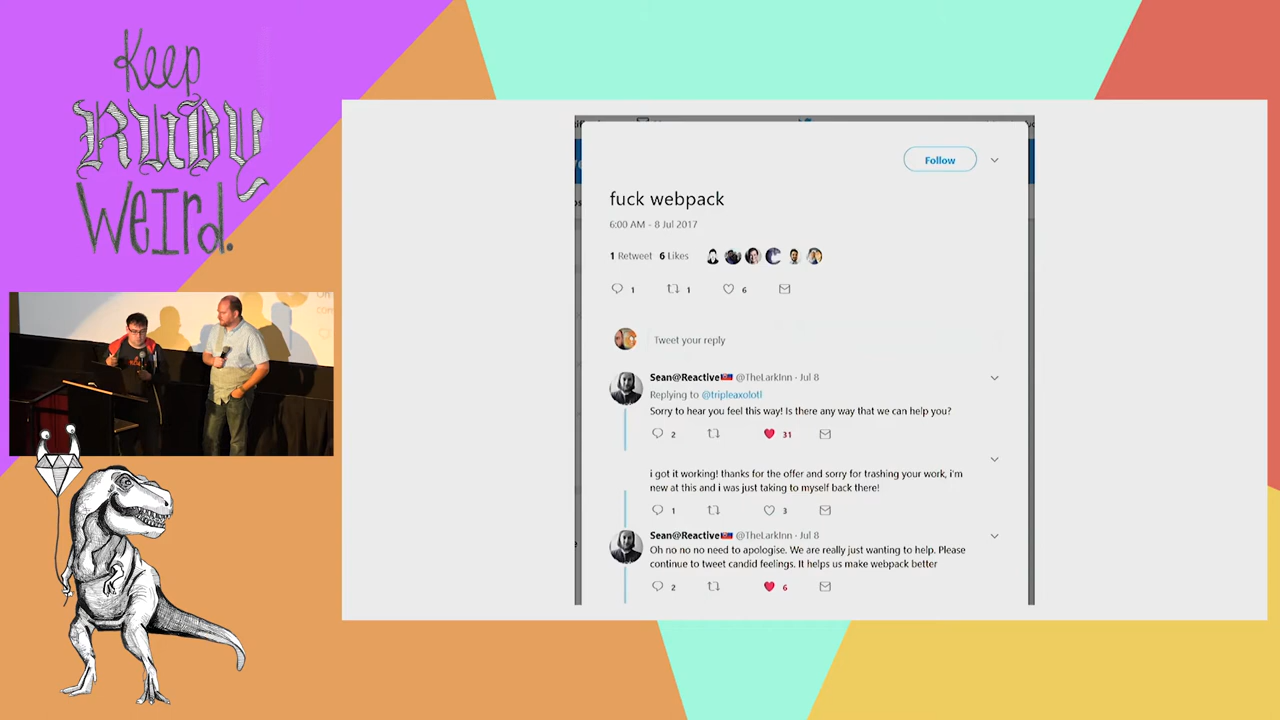 Keep
RUBY
Weird.
Follow
fuck webpack
6:00 AM - 8 Jul 2017
1 Retweet 6 Likes
1 1 6
Tweet your reply
Sean@Reactive @TheLarkInn - Jul 8
Replying to @tripleaxolotl
Sorry to hear you feel this way! Is there any way that we can help you?
2 31
i got it working! thanks for the offer and sorry for trashing your work, i'm
new at this and i was just taking to myself back there!
1 3
Sean@Reactive @TheLarkInn - Jul 8
Oh no no no need to apologise. We are really just wanting to help. Please
continue to tweet candid feelings. It helps us make webpack better
2 6